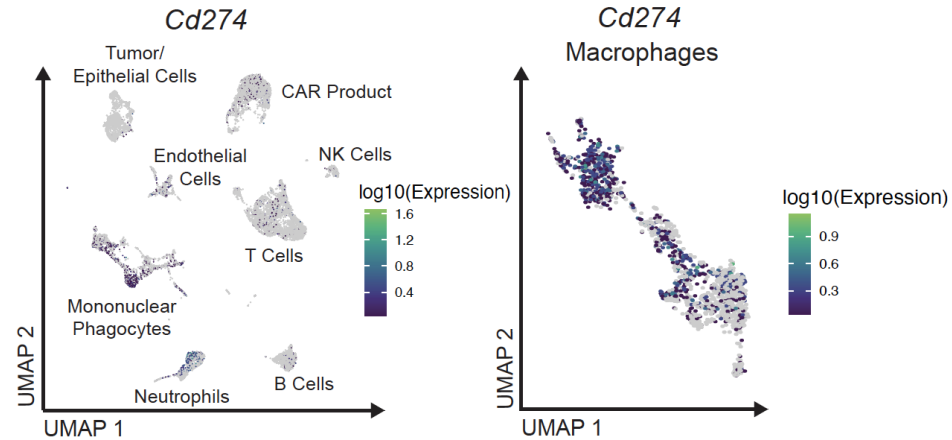 Cd274
Tumor/
Epithelial Cells
CAR Product
Endothelial
Cells
NK Cells
log10(Expression)
1.6
1.2
0.8
0.4
T Cells
Mononuclear
Phagocytes
Neutrophils
B Cells
UMAP 2
UMAP 1
Cd274
Macrophages
log10(Expression)
0.9
0.6
0.3
UMAP 2
UMAP 1